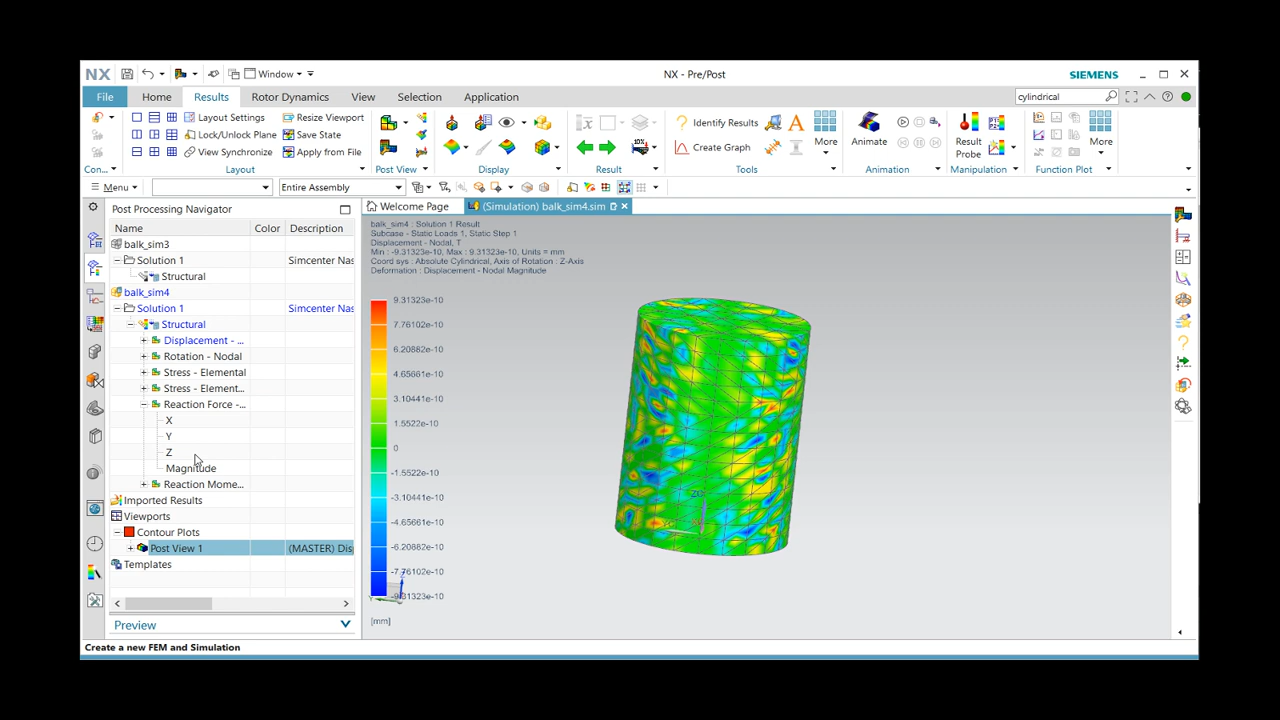 NX
Window
NX - Pre/Post
SIEMENS
File
Home
Results
Rotor Dynamics
View
Selection
Application
cylindrical
Layout Settings
Resize Viewport
Identify Results
Lock/Unlock Plane
Save State
More
Animate
Result
Probe
More
View Synchronize
Apply from File
Create Graph
Con...
Layout
Post View
Display
Result
Tools
Animation
Manipulation
Function Plot
Menu
Entire Assembly
Post Processing Navigator
Welcome Page
(Simulation) balk_sim4.sim
Name
Color
Description
balk_sim3
Solution 1
Simcenter Nas
Structural
balk_sim4
Solution 1
Simcenter Nas
Structural
Displacement - ...
Rotation - Nodal
Stress - Elemental
Stress - Element...
Reaction Force -...
X
Y
Z
Magnitude
Reaction Mome...
Imported Results
Viewports
Contour Plots
Post View 1
(MASTER) Dis
Templates
Preview
balk_sim4 : Solution 1 Result
Subcase - Static Loads 1, Static Step 1
Displacement - Nodal, T
Min : -9.31323e-10, Max : 9.31323e-10, Units = mm
Coord sys : Absolute Cylindrical, Axis of Rotation : Z-Axis
Deformation : Displacement - Nodal Magnitude
9.31323e-10
7.76102e-10
6.20882e-10
4.65661e-10
3.10441e-10
1.5522e-10
0
-1.5522e-10
-3.10441e-10
-4.65661e-10
-6.20882e-10
-7.76102e-10
-9.31323e-10
[mm]
Create a new FEM and Simulation